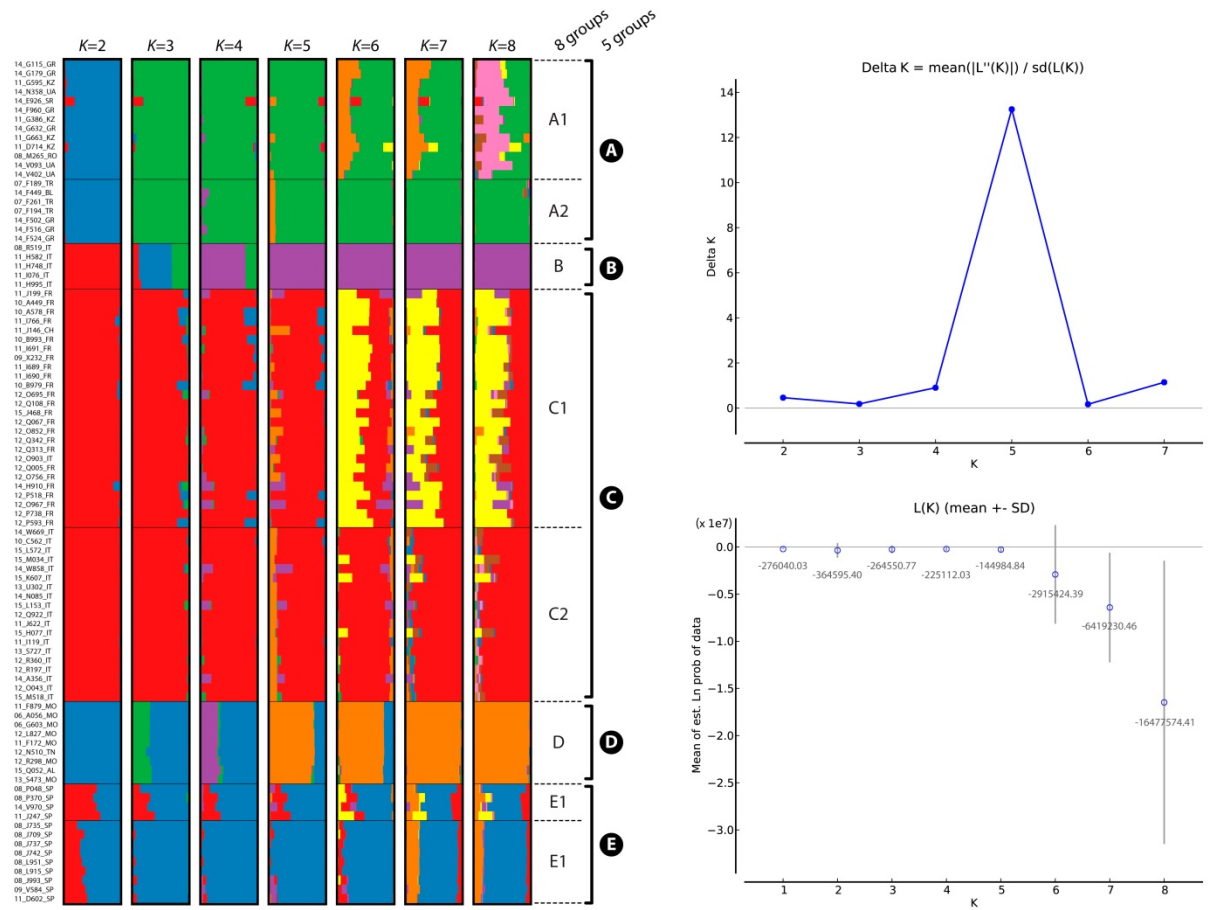 K=2 K=3 K=4 K=5 K=6 K=7 K=8 8 groups 5 groups
14_G115_GR
14_G179_GR
11_G595_KZ
14_N358_UA
14_E926_SR
14_F960_GR
11_G386_KZ
14_G632_GR
11_G663_KZ
11_D714_KZ
08_M265_RO
14_V093_UA
14_V402_UA
07_F189_TR
14_F449_BL
07_F261_TR
07_F194_TR
14_F502_GR
14_F516_GR
14_F524_GR
08_R519_IT
11_H582_IT
11_H748_IT
11_I076_IT
11_H995_IT
11_J199_FR
10_A449_FR
10_A578_FR
11_J766_FR
11_J146_CH
10_B993_FR
11_I691_FR
09_X232_FR
11_I689_FR
11_I690_FR
10_B979_FR
12_O695_FR
12_Q108_FR
15_J468_FR
12_Q067_FR
12_O852_FR
12_Q342_FR
12_Q313_FR
12_O903_IT
12_Q005_FR
12_O756_FR
14_H910_FR
12_P518_FR
12_O967_FR
12_P738_FR
12_P593_FR
14_W669_IT
10_C562_IT
15_L572_IT
15_M034_IT
14_W858_IT
15_K607_IT
13_U302_IT
14_N085_IT
15_L153_IT
12_Q922_IT
11_J622_IT
15_H077_IT
11_I119_IT
13_S727_IT
12_R360_IT
12_R197_IT
14_A356_IT
12_O043_IT
15_M518_IT
11_F879_MO
06_A056_MO
06_G603_MO
12_L827_MO
11_F172_MO
12_N510_TN
12_R298_MO
15_Q052_AL
13_S473_MO
08_P048_SP
08_P370_SP
14_V970_SP
11_J247_SP
08_J735_SP
08_J709_SP
08_J737_SP
08_J742_SP
08_L951_SP
08_L915_SP
08_J993_SP
09_V584_SP
11_D602_SP
A1
A2
B
C1
C2
D
E1
E1
A
B
C
D
E
Delta K = mean(|L''(K)|) / sd(L(K))
Delta K
14
12
10
8
6
4
2
0
2 3 4 5 6 7
K
L(K) (mean +- SD)
(x 1e7)
Mean of est. Ln prob of data
0.0
−0.5
−1.0
−1.5
−2.0
−2.5
−3.0
-276040.03
-364595.40
-264550.77
-225112.03
-144984.84
-2915424.39
-6419230.46
-16477574.41
1 2 3 4 5 6 7 8
K